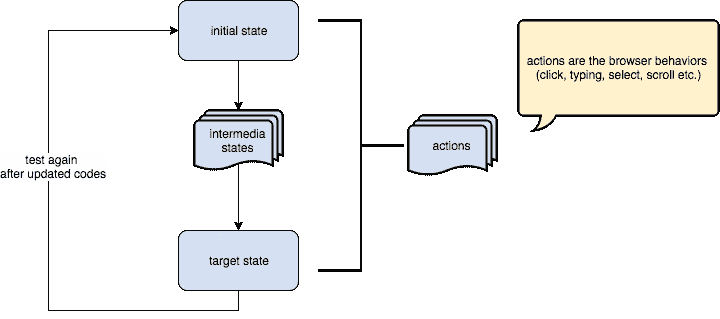 initial state
actions are the browser behaviors
(click, typing, select, scroll etc.)
intermedia
states
actions
test again
after updated codes
target state